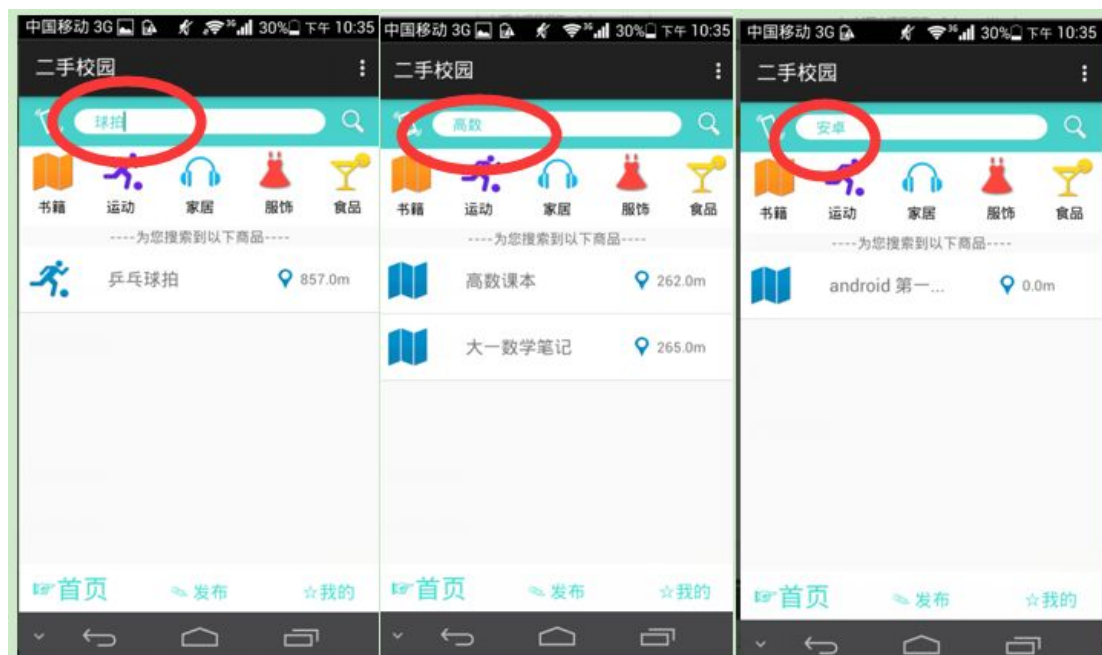 中国移动 3G 30% 下午 10:35
二手校园
球拍
书籍 运动 家居 服饰 食品
----为您搜索到以下商品----
乒乓球拍 857.0m
☞首页 ✎发布 ☆我的
中国移动 3G 3G 30% 下午 10:35
二手校园
高数
书籍 运动 家居 服饰 食品
----为您搜索到以下商品----
高数课本 262.0m
大一数学笔记 265.0m
☞首页 ✎发布 ☆我的
中国移动 3G 3G 30% 下午 10:35
二手校园
安卓
书籍 运动 家居 服饰 食品
----为您搜索到以下商品----
android 第一... 0.0m
☞首页 ✎发布 ☆我的